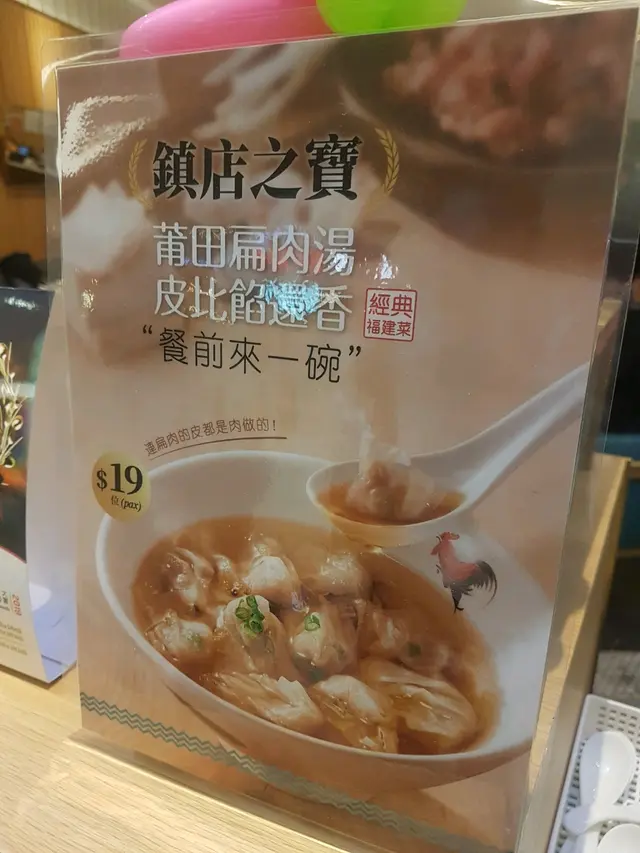 鎮店之寶
莆田扁肉湯
皮比餡還香
經典
福建菜
“餐前來一碗”
連扁肉的皮都是肉做的！
$19
位(pax)